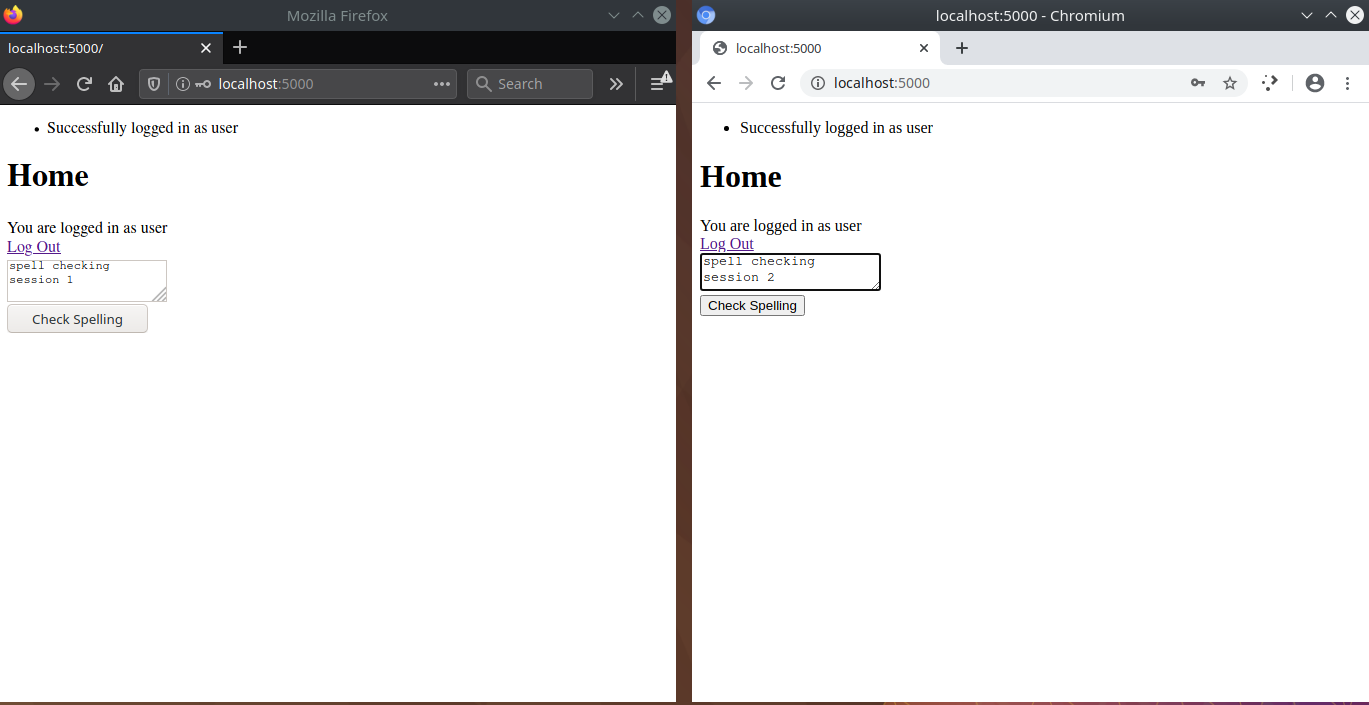 Mozilla Firefox
localhost:5000/
localhost:5000
Search
• Successfully logged in as user
Home
You are logged in as user
Log Out
spell checking
session 1
Check Spelling
localhost:5000 - Chromium
localhost:5000
localhost:5000
• Successfully logged in as user
Home
You are logged in as user
Log Out
spell checking
session 2
Check Spelling